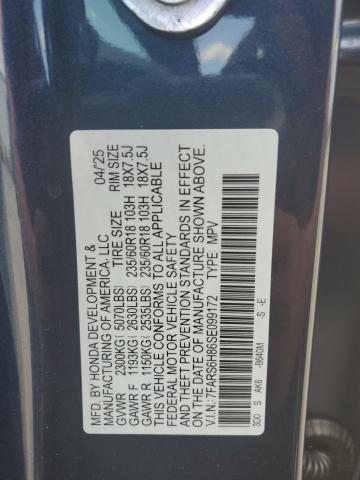 MFD. BY HONDA DEVELOPMENT & 04/'25
MANUFACTURING OF AMERICA, LLC
TIRE SIZE RIM SIZE
GVWR 2300KG( 5070LBS)
GAWR F 1193KG( 2630LBS) 235/60R18 103H 18X7.5J
GAWR R 1150KG( 2535LBS) 235/60R18 103H 18X7.5J
THIS VEHICLE CONFORMS TO ALL APPLICABLE
FEDERAL MOTOR VEHICLE SAFETY
AND THEFT PREVENTION STANDARDS IN EFFECT
ON THE DATE OF MANUFACTURE SHOWN ABOVE.
V.I.N.:7FARS6H86SE099172 TYPE: MPV
300 S AK6 -B640M -S -E